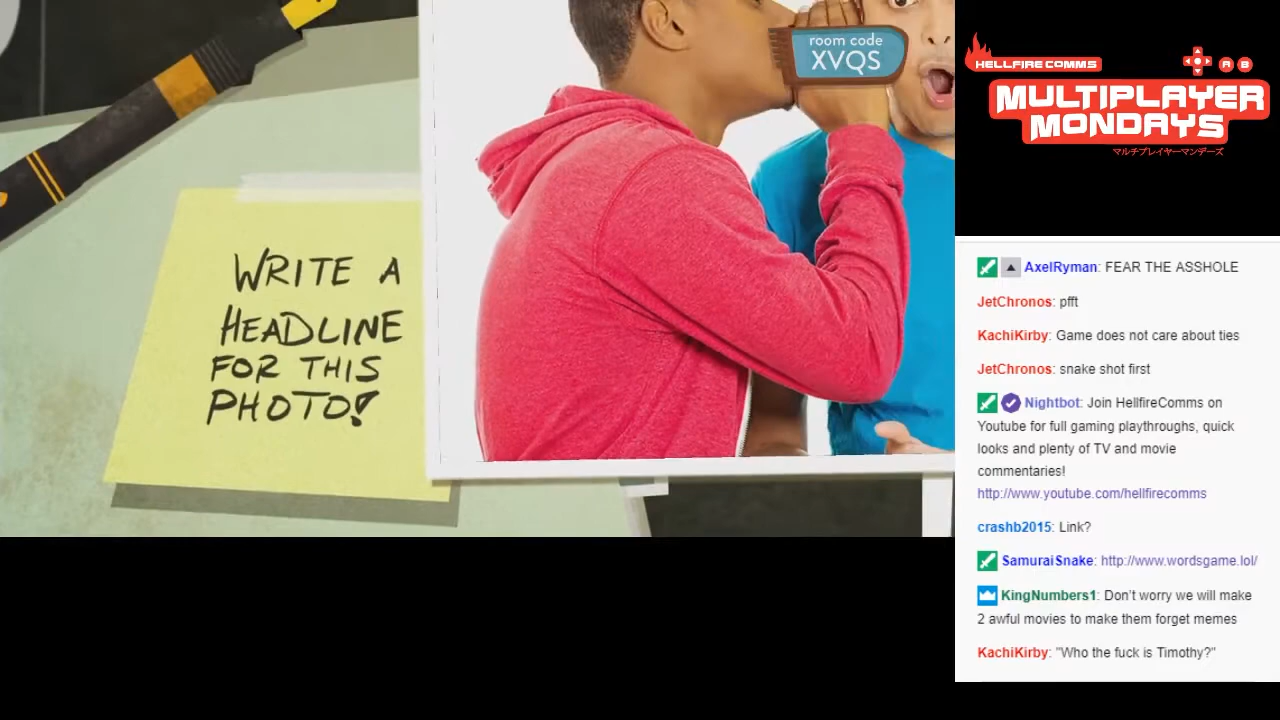 WRITE A
HEADLINE
FOR THIS
PHOTO!
room code
XVQS
HELLFIRE COMMS
A B
MULTIPLAYER
MONDAYS
マルチプレイヤーマンデーズ
AxelRyman: FEAR THE ASSHOLE
JetChronos: pfft
KachiKirby: Game does not care about ties
JetChronos: snake shot first
Nightbot: Join HellfireComms on
Youtube for full gaming playthroughs, quick
looks and plenty of TV and movie
commentaries!
http://www.youtube.com/hellfirecomms
crashb2015: Link?
SamuraiSnake: http://www.wordsgame.lol/
KingNumbers1: Don't worry we will make
2 awful movies to make them forget memes
KachiKirby: "Who the fuck is Timothy?"